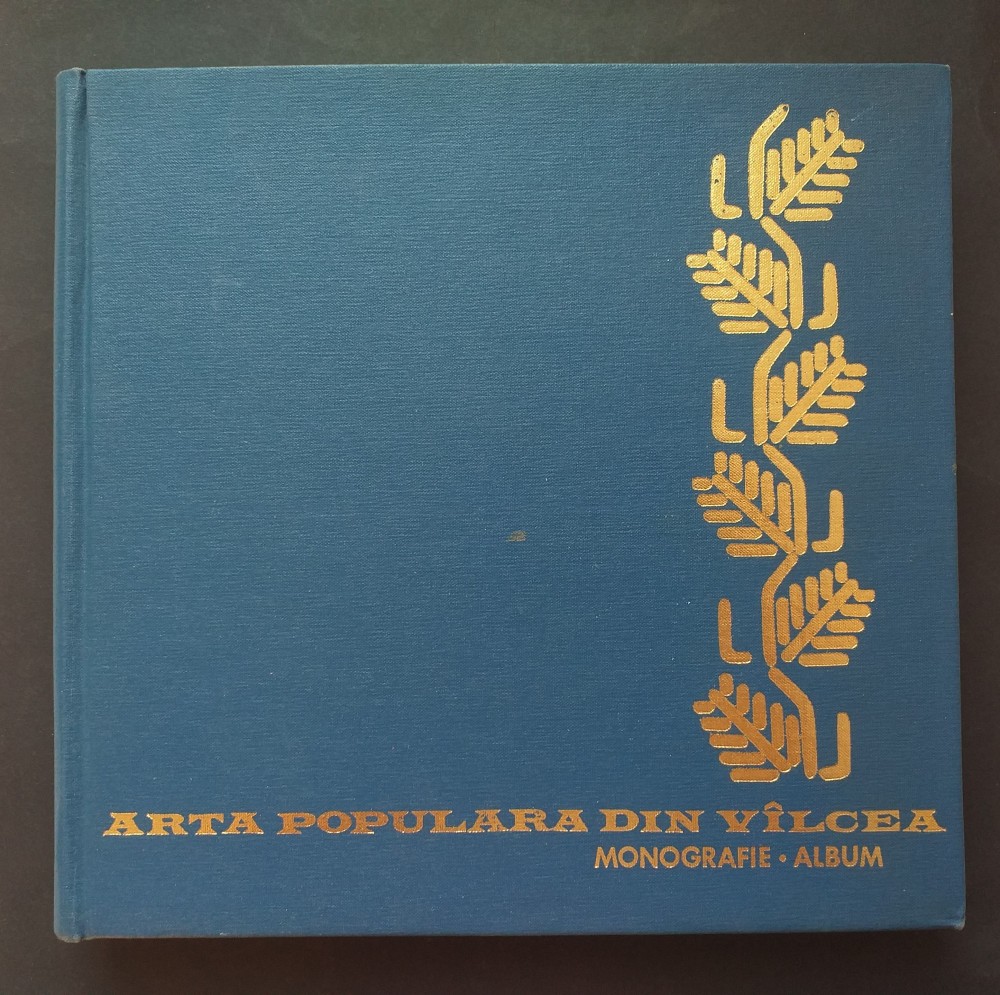 ARTA POPULARA DIN VÎLCEA
MONOGRAFIE • ALBUM